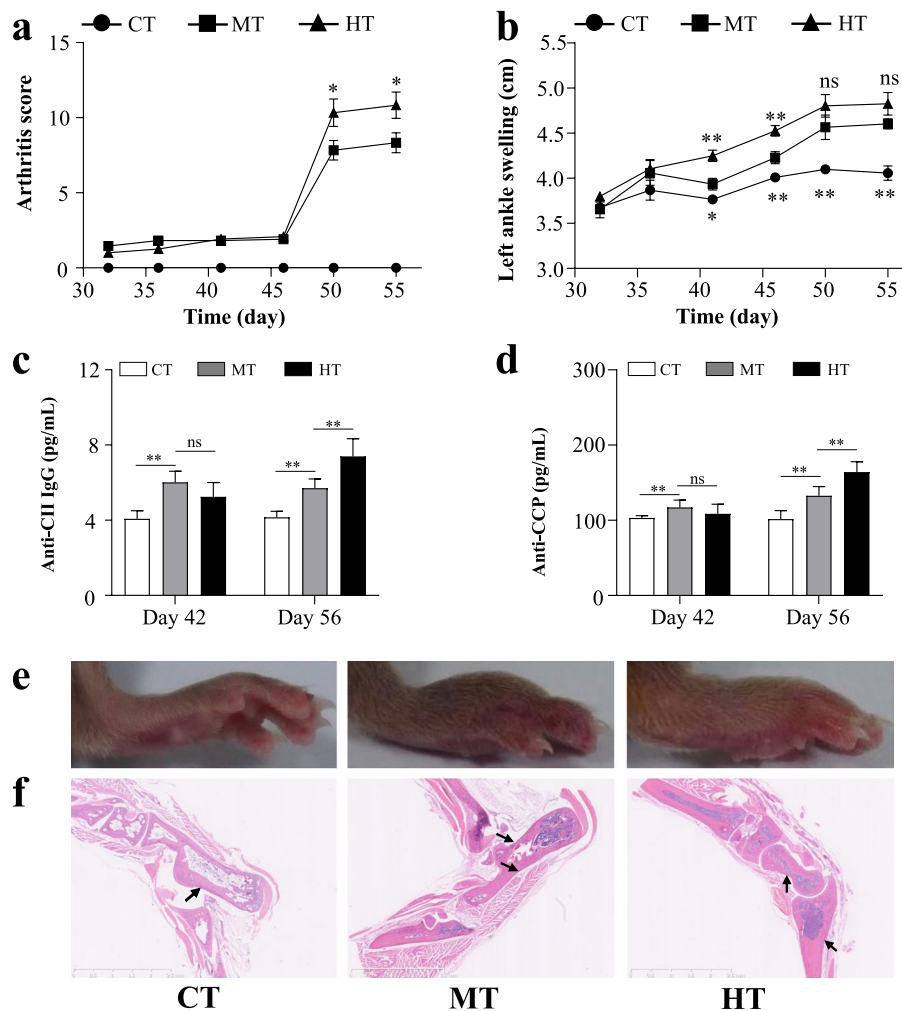 a
CT MT HT
15
10
5
0
* *
Arthritis score
30 35 40 45 50 55
Time (day)
b
CT MT HT
5.5
5.0
4.5
4.0
3.5
3.0
ns ns
** **
* ** ** **
Left ankle swelling (cm)
30 35 40 45 50 55
Time (day)
c
CT MT HT
12
8
4
0
** ns ** **
Anti-CII IgG (pg/mL)
Day 42 Day 56
d
CT MT HT
300
200
100
0
** ns ** **
Anti-CCP (pg/mL)
Day 42 Day 56
e
f
CT MT HT